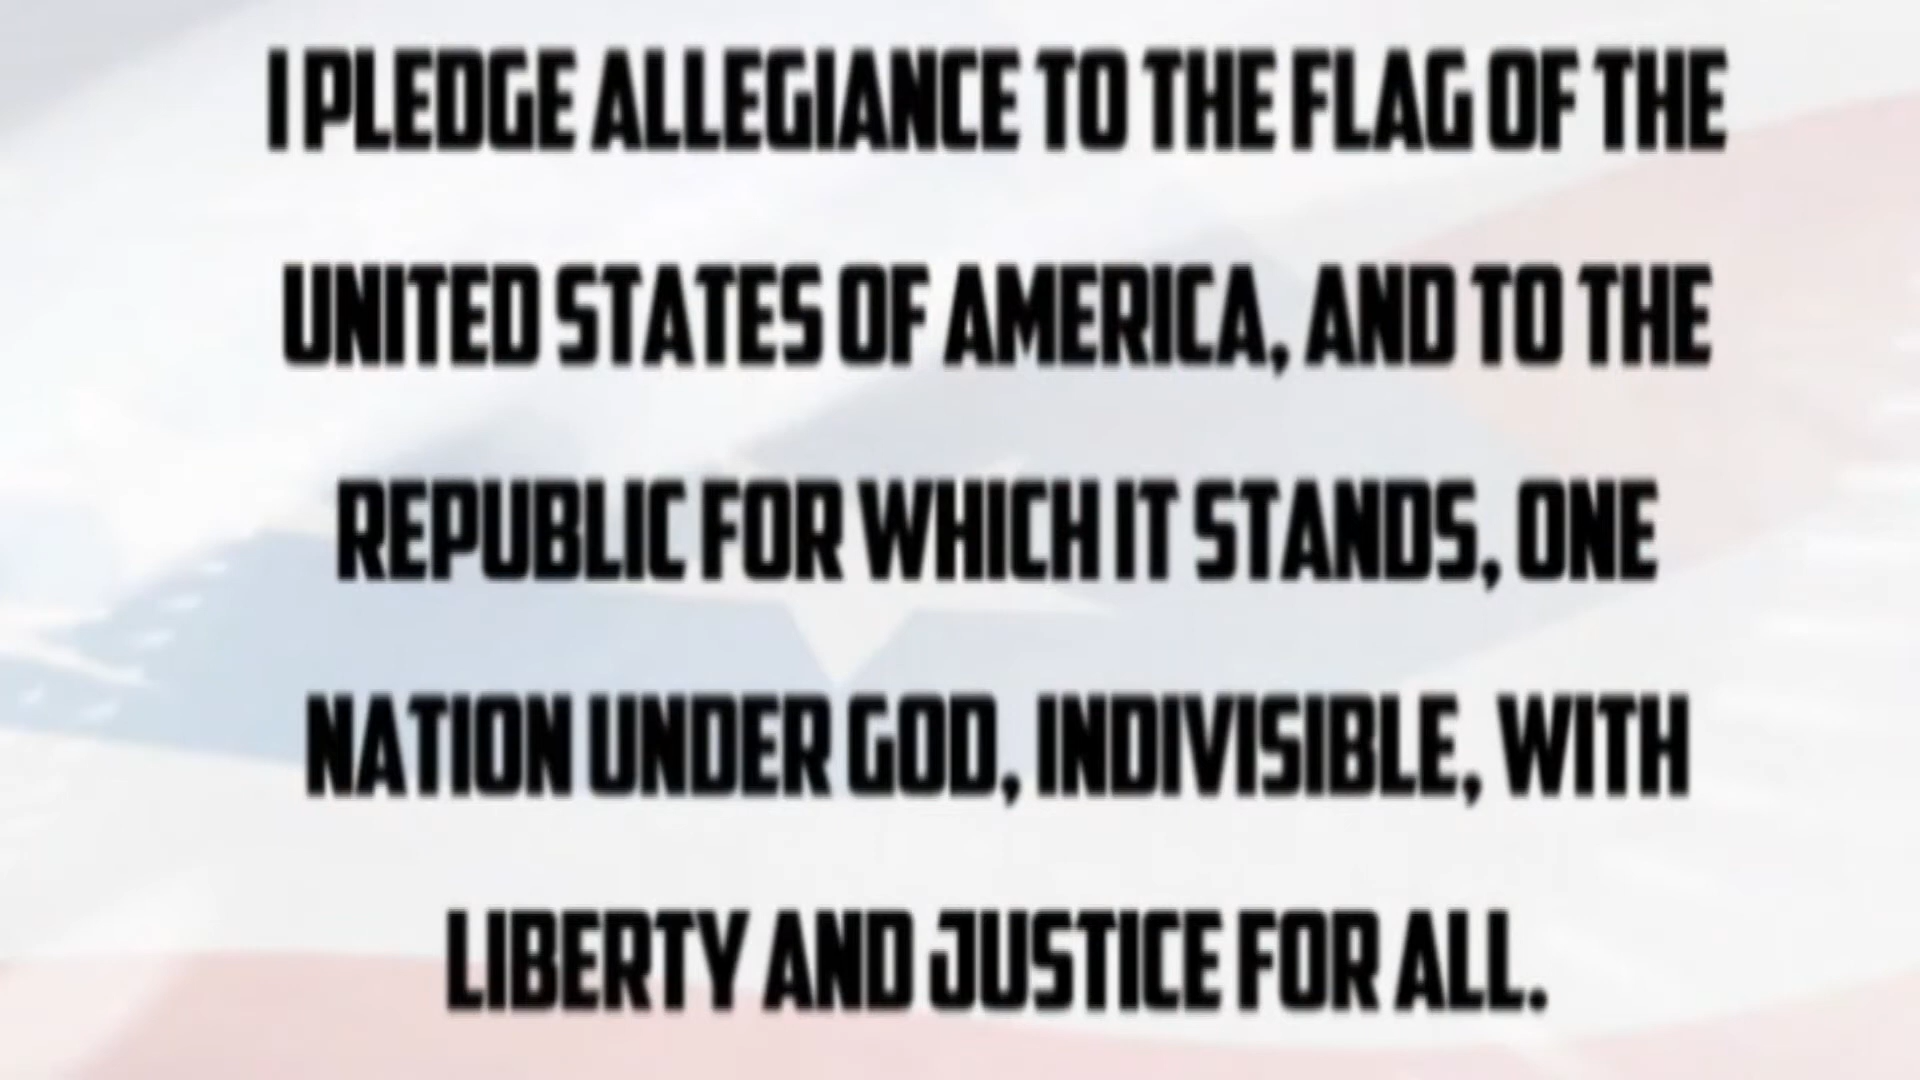 I PLEDGE ALLEGIANCE TO THE FLAG OF THE
UNITED STATES OF AMERICA, AND TO THE
REPUBLIC FOR WHICH IT STANDS, ONE
NATION UNDER GOD, INDIVISIBLE, WITH
LIBERTY AND JUSTICE FOR ALL.